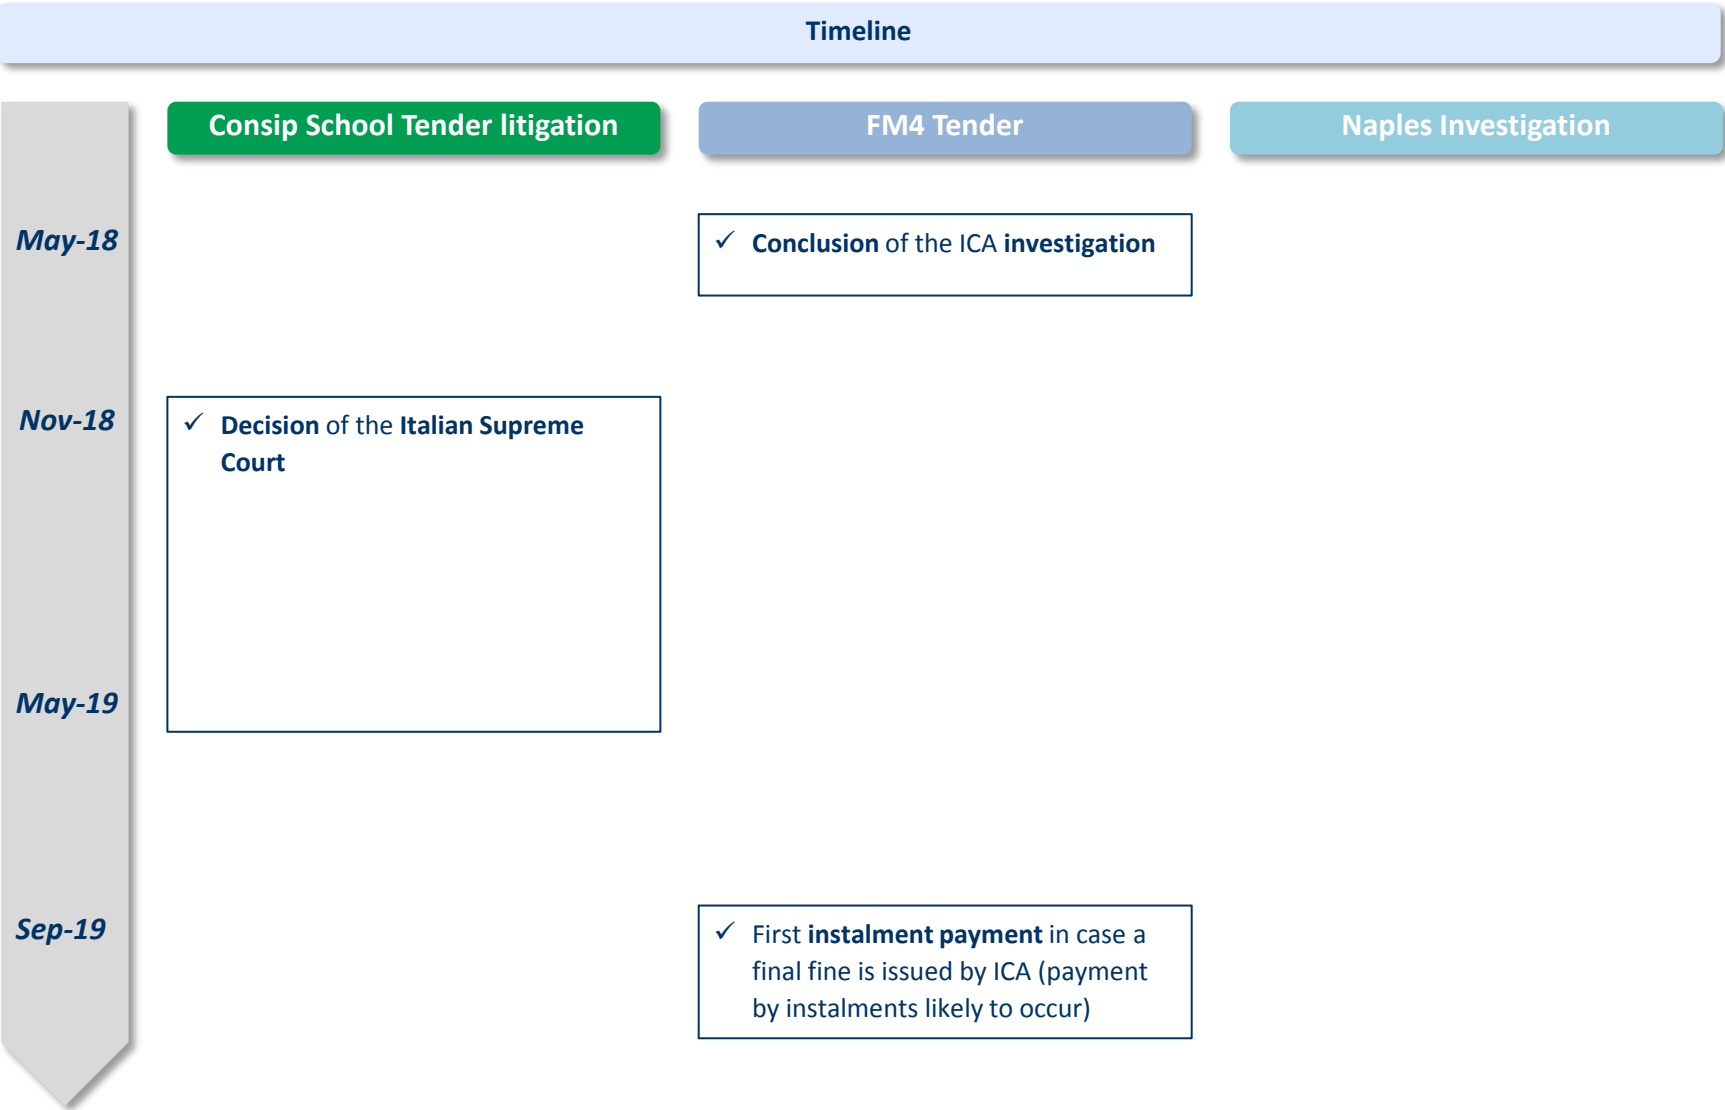 Timeline
Consip School Tender litigation
FM4 Tender
Naples Investigation
May-18
✓ Conclusion of the ICA investigation
Nov-18
✓ Decision of the Italian Supreme
Court
May-19
Sep-19
✓ First instalment payment in case a
final fine is issued by ICA (payment
by instalments likely to occur)